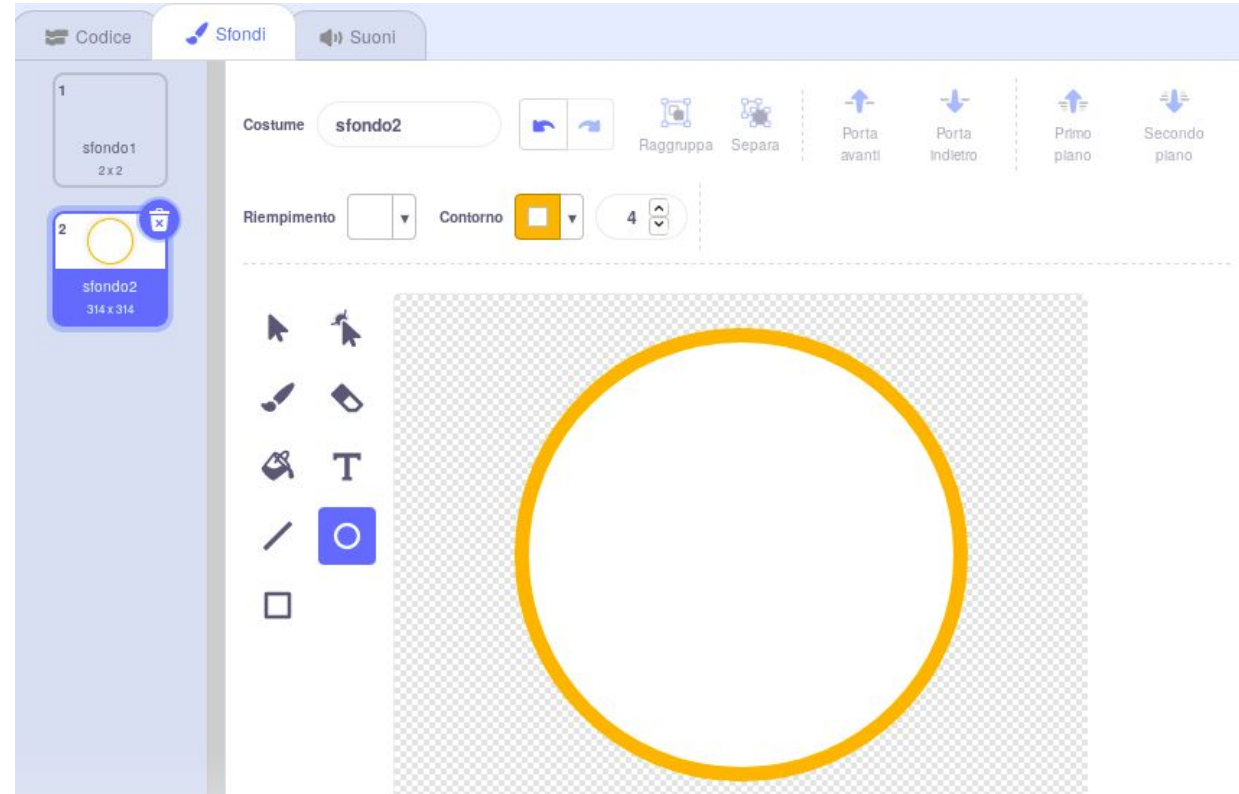 Codice
Sfondi
Suoni
1
sfondo1
2 x 2
2
sfondo2
314 x 314
Costume
sfondo2
Raggruppa
Separa
Porta
avanti
Porta
indietro
Primo
piano
Secondo
piano
Riempimento
Contorno
4
T